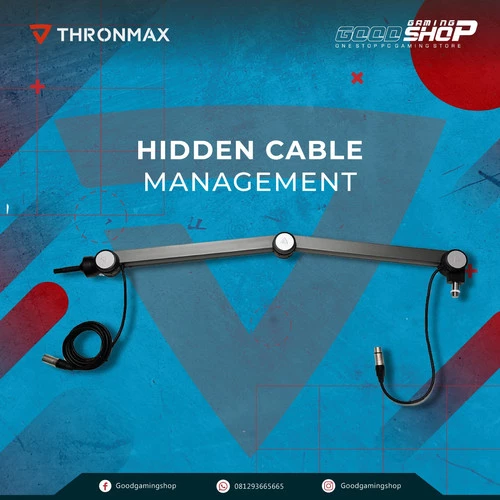 THRONMAX
GAMING
GOOD SHOP
ONE STOP PC GAMING STORE
HIDDEN CABLE
MANAGEMENT
Goodgamingshop
081293665665
Goodgamingshop